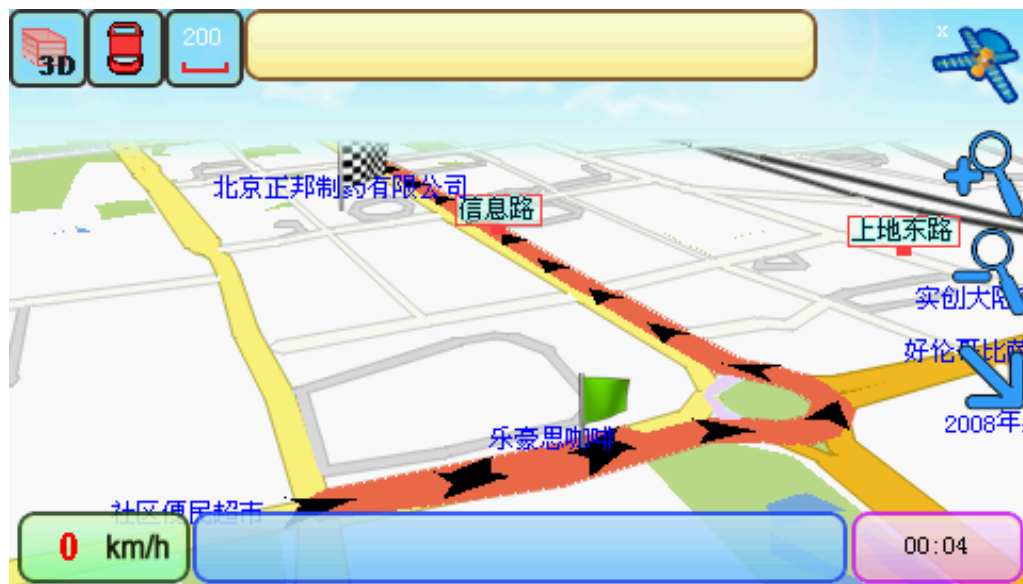 3D
200
x
北京正邦制药有限公司
信息路
上地东路
实创大
好伦哥比
2008年
乐豪思咖啡
社区便民超市
0 km/h
00:04